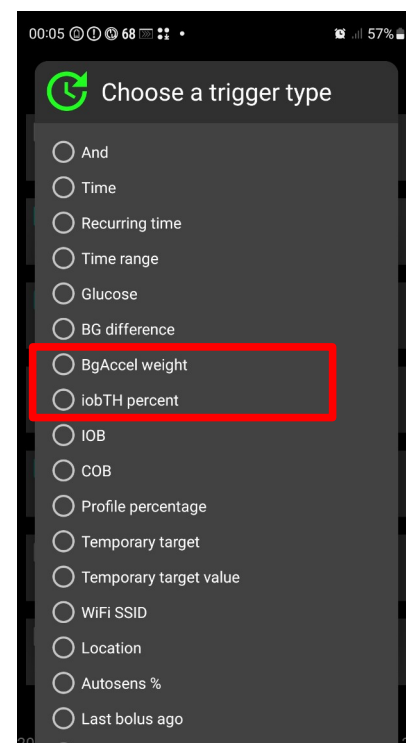 00:05 68 57%
Choose a trigger type
And
Time
Recurring time
Time range
Glucose
BG difference
BgAccel weight
iobTH percent
IOB
COB
Profile percentage
Temporary target
Temporary target value
WiFi SSID
Location
Autosens %
Last bolus ago